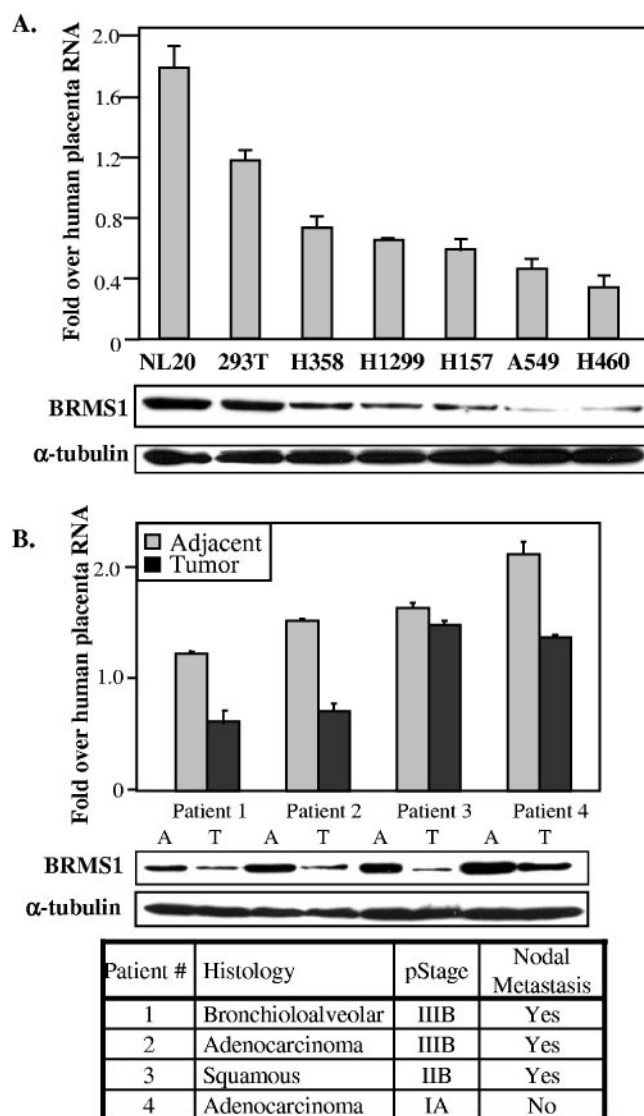 A.
Fold over human placenta RNA
2.0
1.6
1.2
0.8
0.4
0
NL20 293T H358 H1299 H157 A549 H460
BRMS1
α-tubulin
B.
Fold over human placenta RNA
Adjacent
Tumor
2.0
1.0
0
Patient 1 Patient 2 Patient 3 Patient 4
A T A T A T A T
BRMS1
α-tubulin
Patient # Histology pStage Nodal Metastasis
1 Bronchioloalveolar IIIB Yes
2 Adenocarcinoma IIIB Yes
3 Squamous IIB Yes
4 Adenocarcinoma IA No